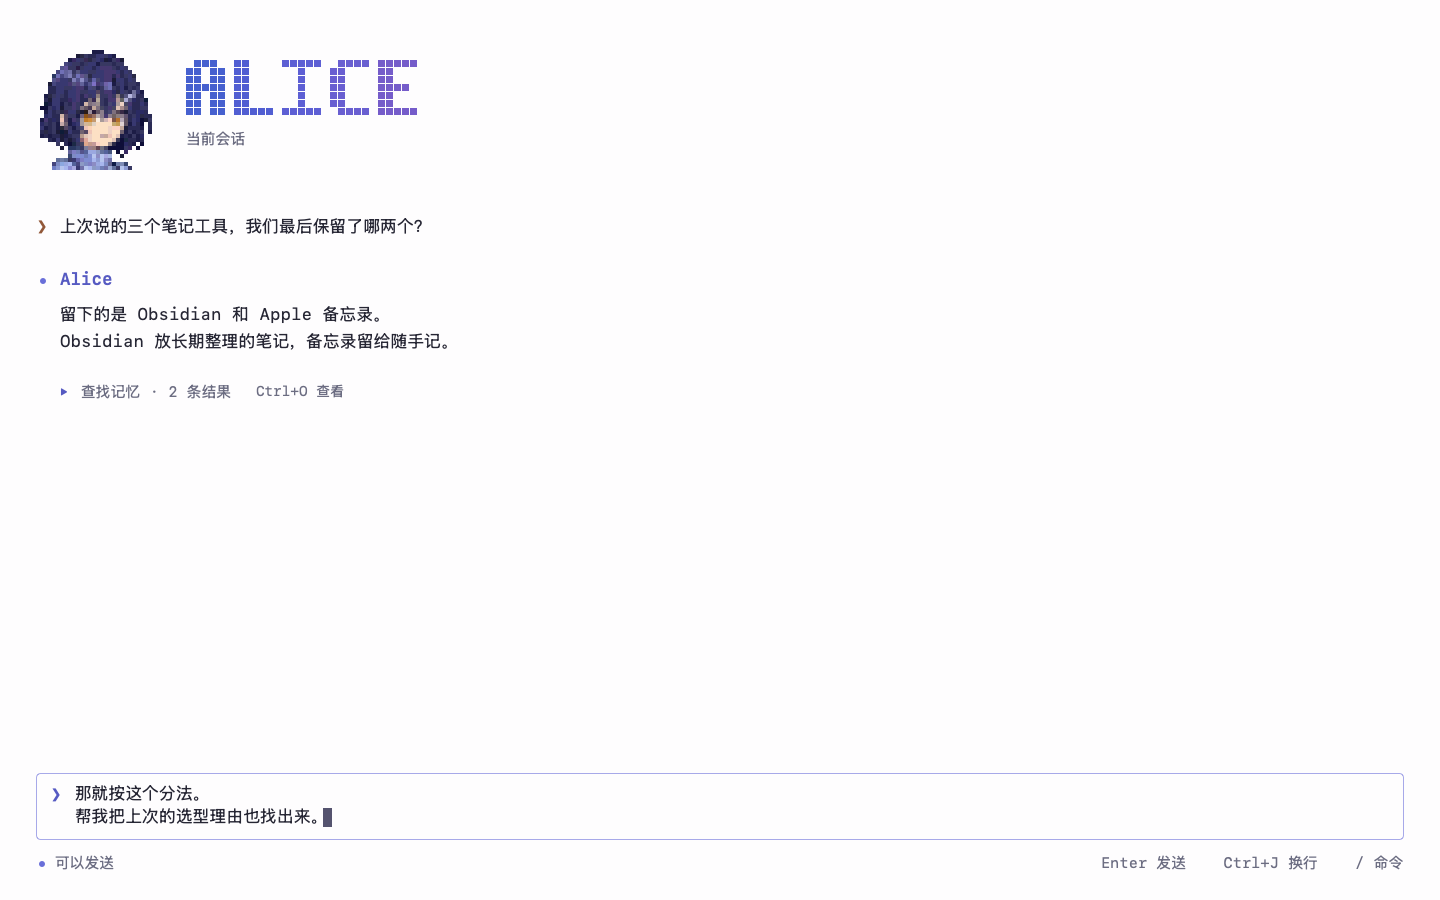 ALICE
当前会话
❯ 上次说的三个笔记工具，我们最后保留了哪两个？
• Alice
留下的是 Obsidian 和 Apple 备忘录。
Obsidian 放长期整理的笔记，备忘录留给随手记。
▸ 查找记忆 · 2 条结果 Ctrl+O 查看
❯ 那就按这个分法。
帮我把上次的选型理由也找出来。
• 可以发送 Enter 发送 Ctrl+J 换行 / 命令